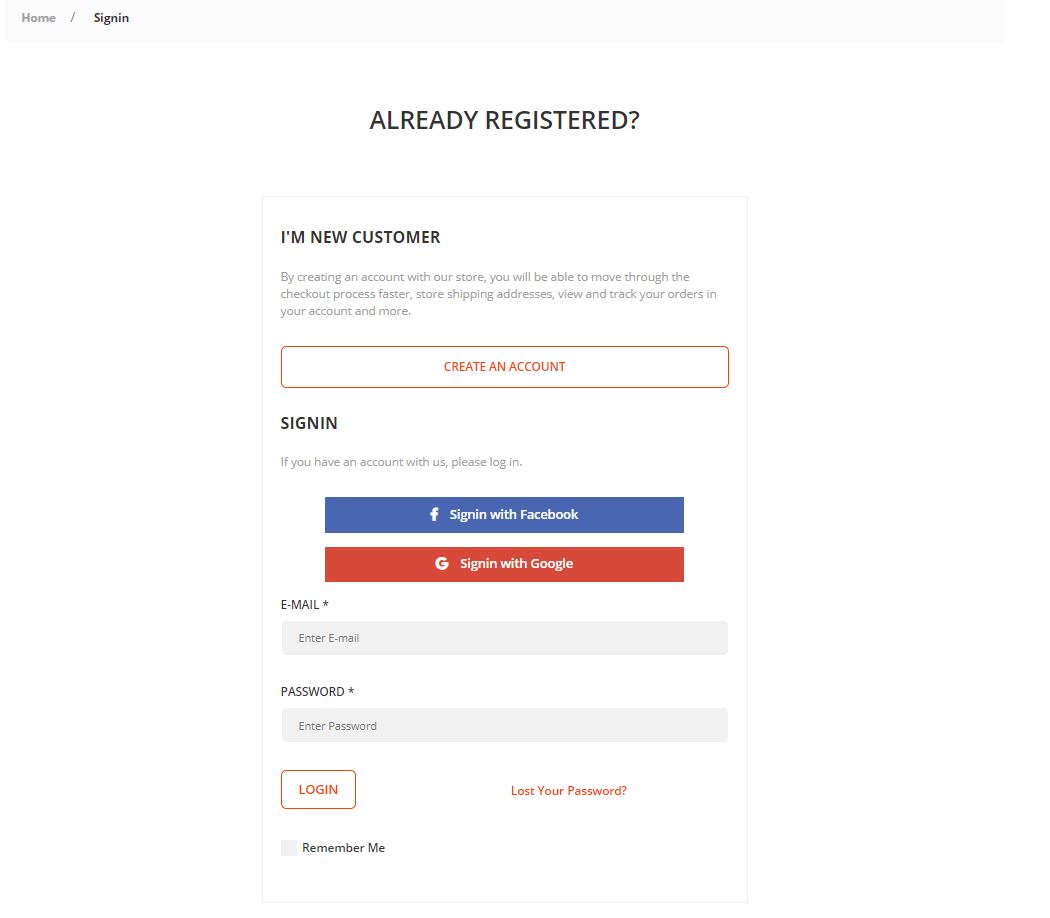 Home / Signin
ALREADY REGISTERED?
I'M NEW CUSTOMER
By creating an account with our store, you will be able to move through the
checkout process faster, store shipping addresses, view and track your orders in
your account and more.
CREATE AN ACCOUNT
SIGNIN
If you have an account with us, please log in.
Signin with Facebook
Signin with Google
E-MAIL *
Enter E-mail
PASSWORD *
Enter Password
LOGIN Lost Your Password?
Remember Me